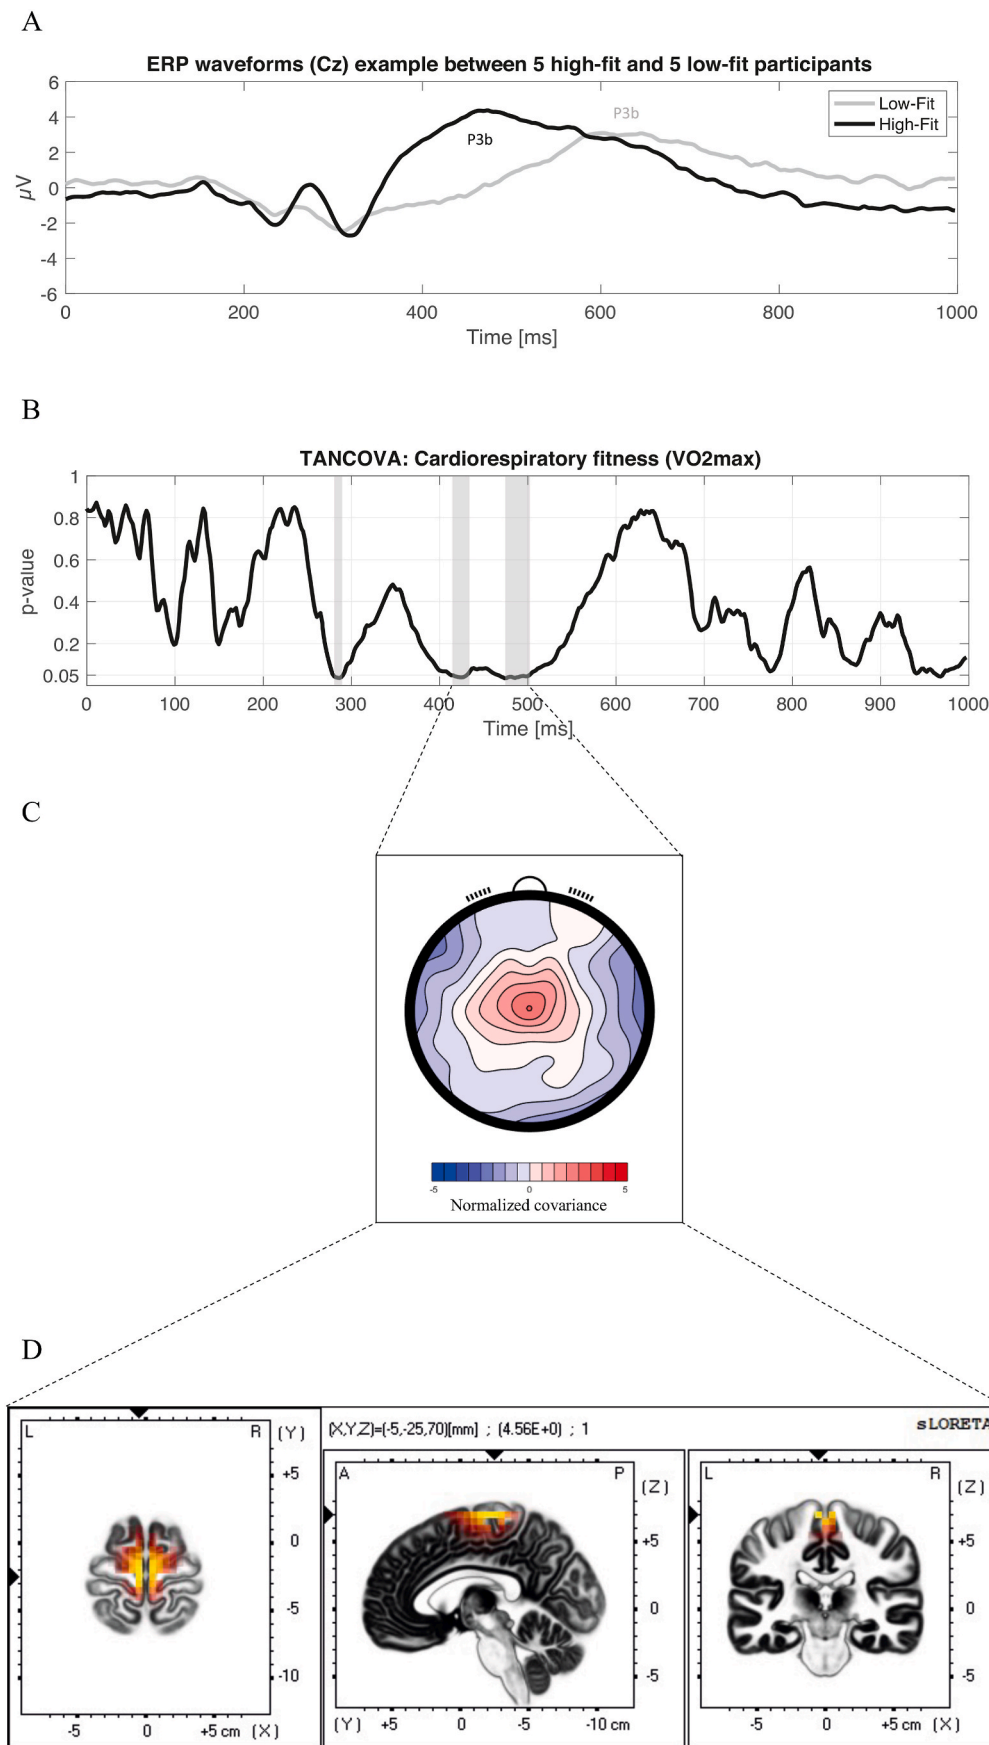 A
ERP waveforms (Cz) example between 5 high-fit and 5 low-fit participants
6
4
2
0
-2
-4
-6
µV
P3b
P3b
Low-Fit
High-Fit
0 200 400 600 800 1000
Time [ms]
B
TANCOVA: Cardiorespiratory fitness (VO2max)
1
0.8
0.6
0.4
0.2
0.05
p-value
0 100 200 300 400 500 600 700 800 900 1000
Time [ms]
C
-5 0 5
Normalized covariance
D
L R (Y)
+5
0
-5
-10
-5 0 +5 cm (X)
(X,Y,Z)=(-5,-25,70)[mm] ; (4.56E+0) ; 1
sLORETA
A P (Z)
+5
0
-5
(Y) +5 0 -5 -10 cm
L R (Z)
+5
0
-5
-5 0 +5 cm (X)